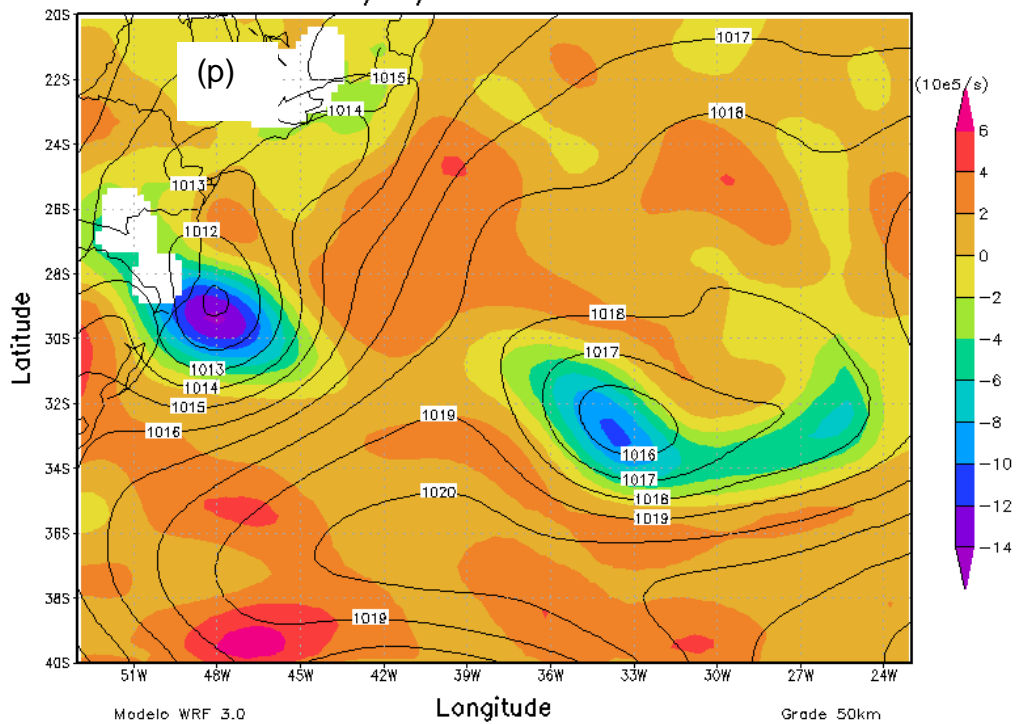 20S
22S
24S
26S
28S
30S
32S
34S
36S
38S
40S
Latitude
(p)
1017
1015
1014
1018
1013
1012
1018
1017
1013
1014
1015
1016
1019
1016
1017
1018
1019
1020
1019
(10e5/s)
6
4
2
0
−2
−4
−6
−8
−10
−12
−14
51W
48W
45W
42W
39W
36W
33W
30W
27W
24W
Longitude
Modelo WRF 3.0
Grade 50km